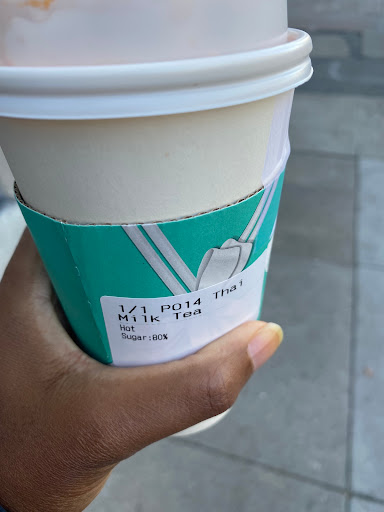 1/1 P014 Thai
Milk Tea
Hot
Sugar:80%